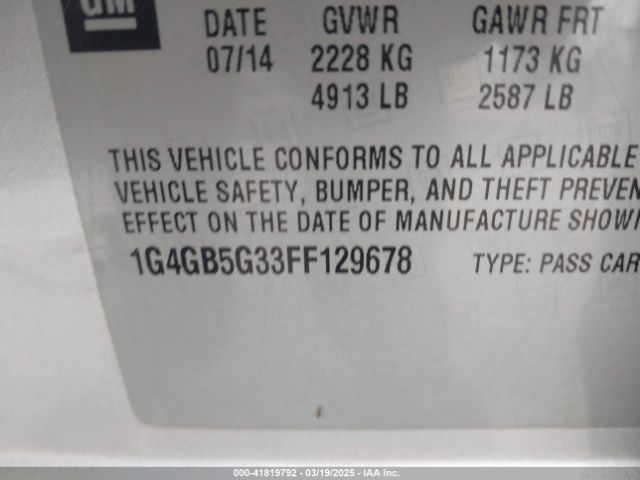 GM
DATE GVWR GAWR FRT
07/14 2228 KG 1173 KG
4913 LB 2587 LB
THIS VEHICLE CONFORMS TO ALL APPLICABLE
VEHICLE SAFETY, BUMPER, AND THEFT PREVEN
EFFECT ON THE DATE OF MANUFACTURE SHOWN
1G4GB5G33FF129678 TYPE: PASS CAR
© 00-41819792 — 03/19/2025 — IAA Inc.